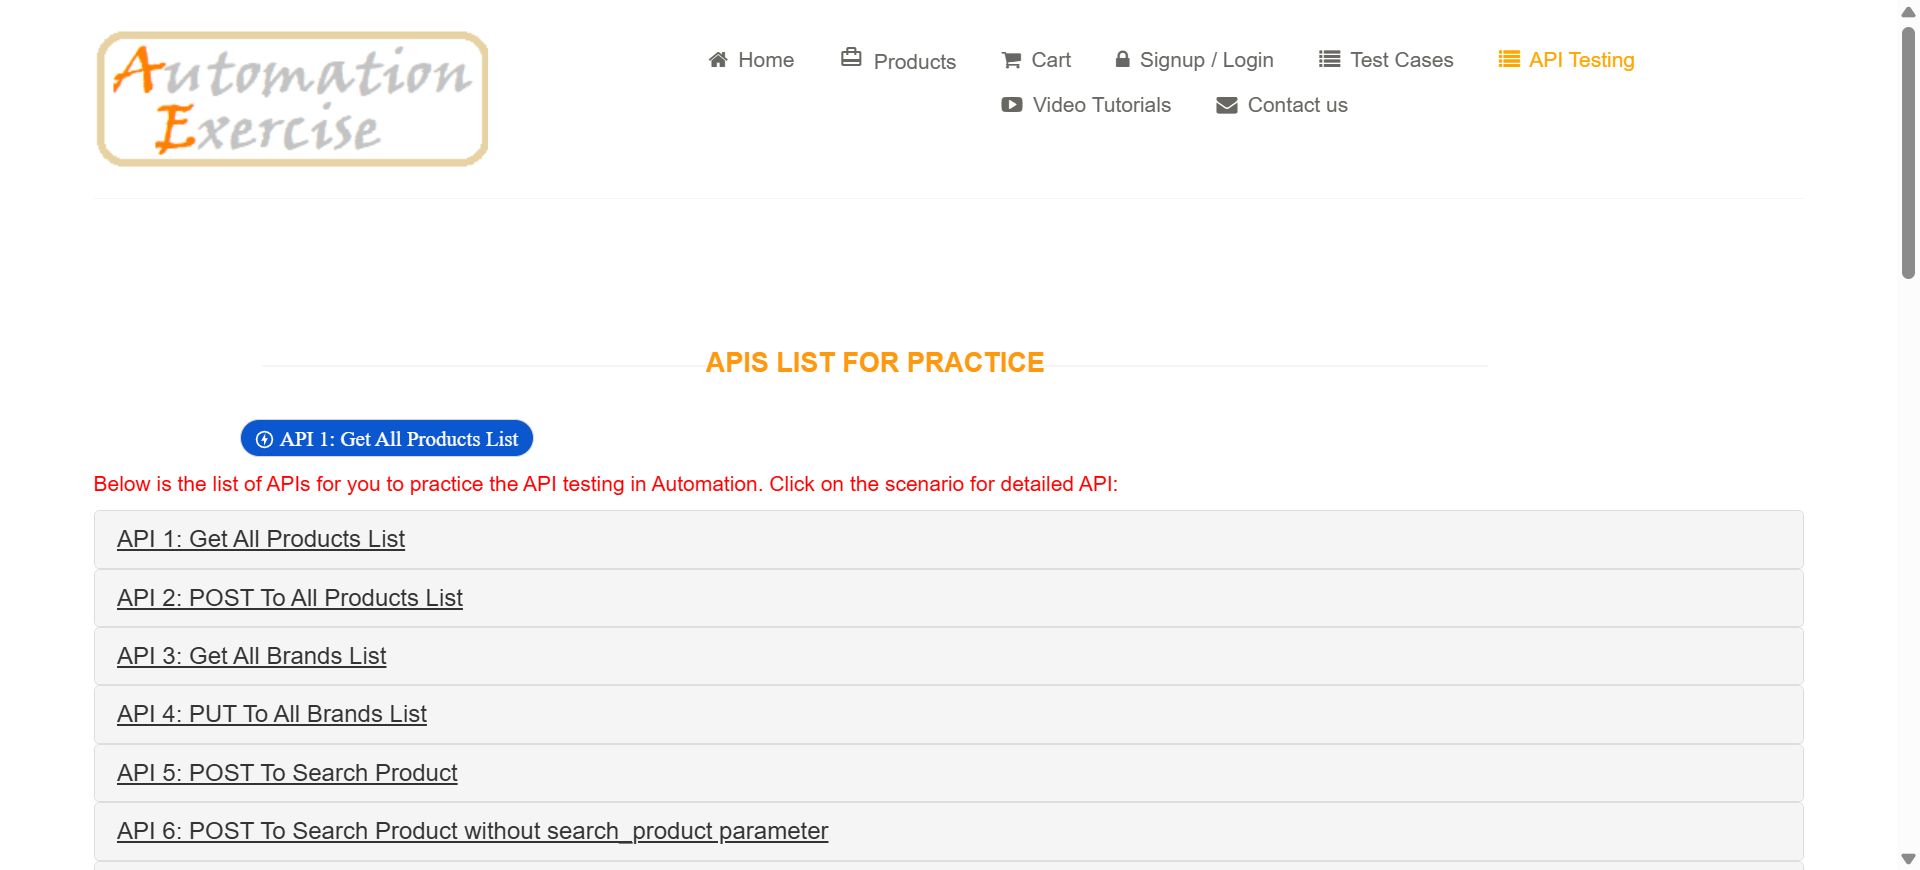 Automation
Exercise
Home Products Cart Signup / Login Test Cases API Testing
Video Tutorials Contact us
APIS LIST FOR PRACTICE
API 1: Get All Products List
Below is the list of APIs for you to practice the API testing in Automation. Click on the scenario for detailed API:
API 1: Get All Products List
API 2: POST To All Products List
API 3: Get All Brands List
API 4: PUT To All Brands List
API 5: POST To Search Product
API 6: POST To Search Product without search_product parameter